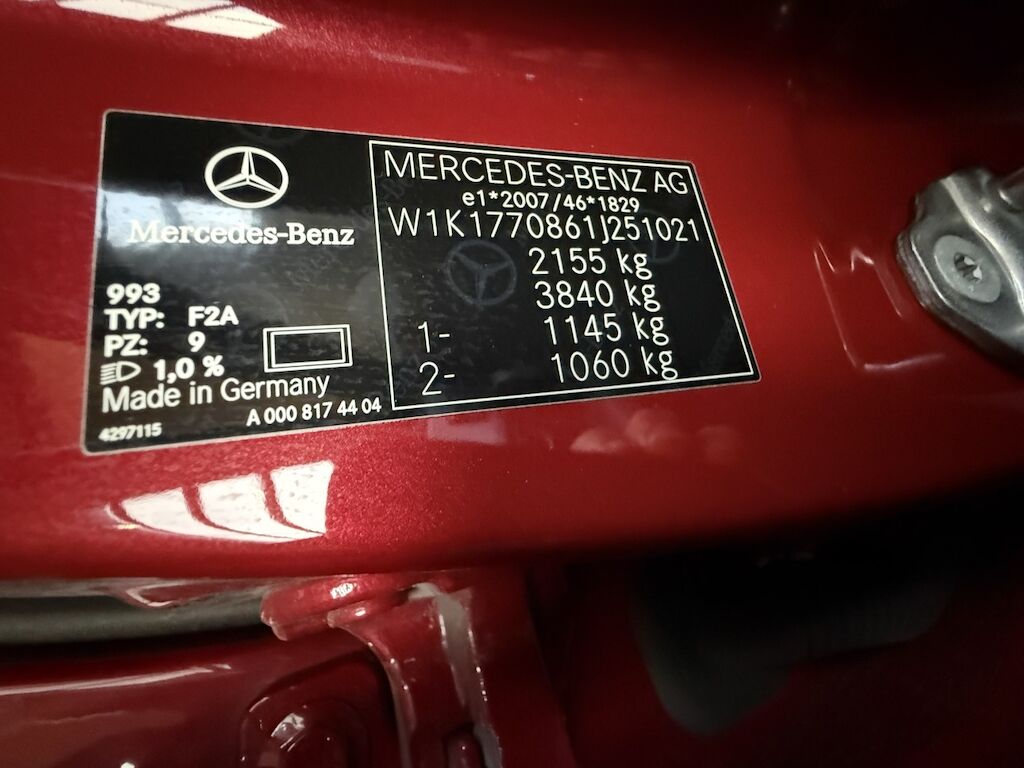 Mercedes-Benz
993
TYP: F2A
PZ: 9
1,0 %
Made in Germany
A 000 817 44 04
4297115
MERCEDES-BENZ AG
e1*2007/46*1829
W1K1770861J251021
2155 kg
3840 kg
1- 1145 kg
2- 1060 kg